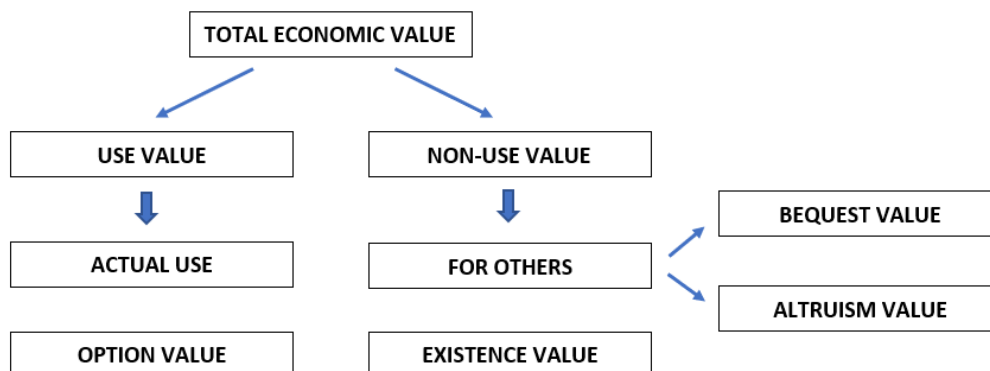 TOTAL ECONOMIC VALUE
USE VALUE
NON-USE VALUE
BEQUEST VALUE
ACTUAL USE
FOR OTHERS
ALTRUISM VALUE
OPTION VALUE
EXISTENCE VALUE